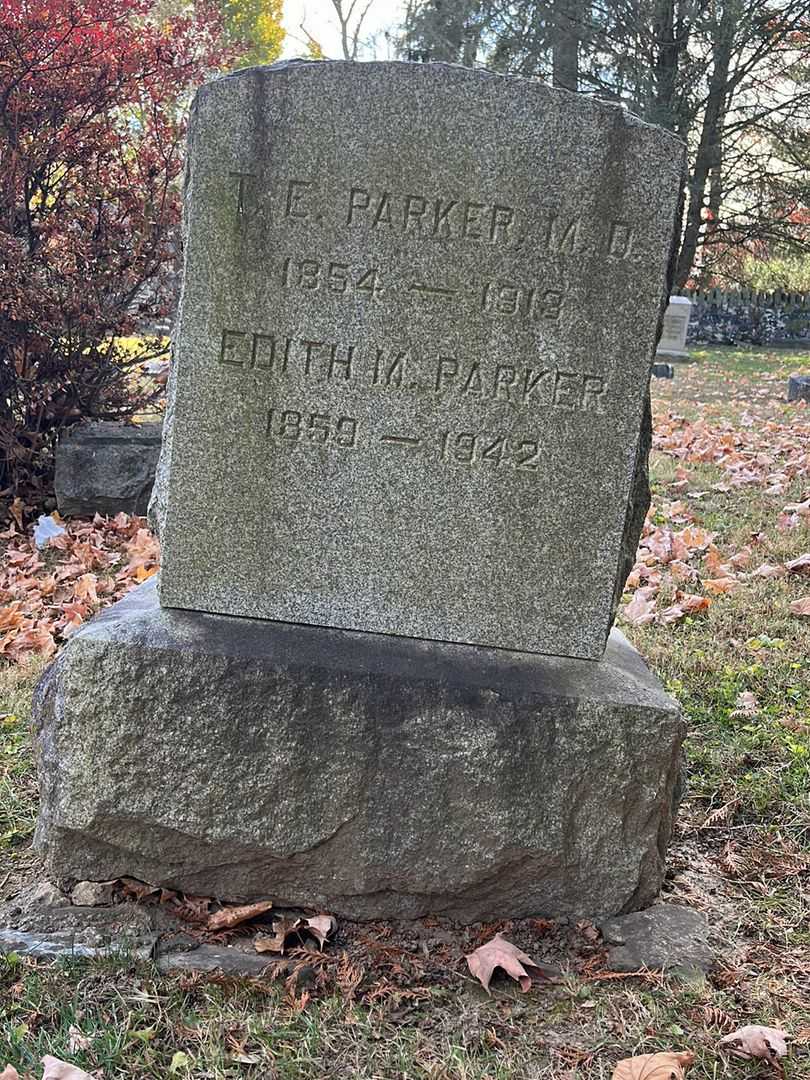 T. E. PARKER, M. D.
1854 — 1913
EDITH M. PARKER
1859 — 1942